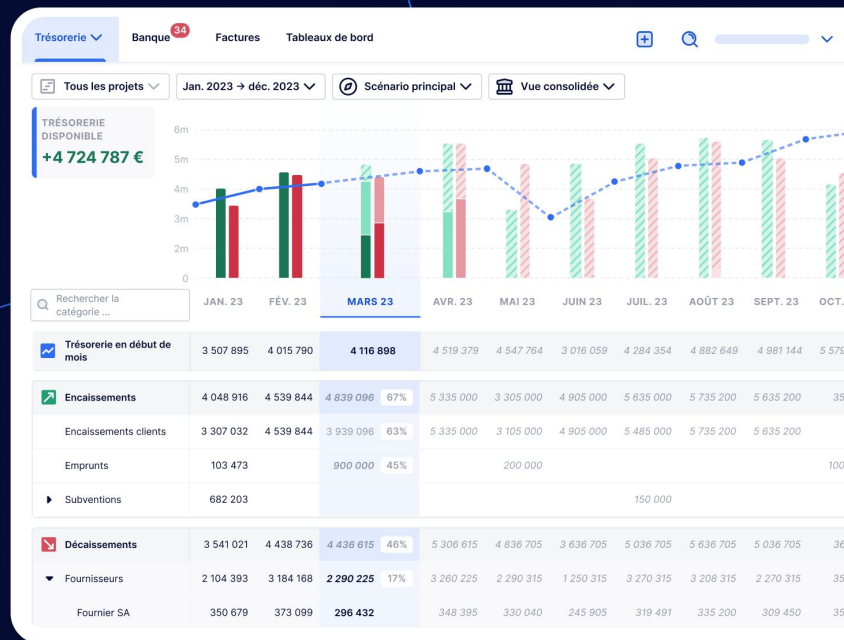 Trésorerie Banque 34 Factures Tableaux de bord
Tous les projets Jan. 2023 → déc. 2023 Scénario principal Vue consolidée
TRÉSORERIE
DISPONIBLE
+4 724 787 €
6m
5m
4m
3m
2m
0
Rechercher la
catégorie ...
JAN. 23 FÉV. 23 MARS 23 AVR. 23 MAI 23 JUIN 23 JUIL. 23 AOÛT 23 SEPT. 23 OCT.
Trésorerie en début de
mois
3 507 895 4 015 790 4 116 898 4 519 379 4 547 764 3 016 059 4 284 354 4 882 649 4 981 144 5 579
Encaissements 4 048 916 4 539 844 4 839 096 67% 5 335 000 3 305 000 4 905 000 5 635 000 5 735 200 5 635 200 35
Encaissements clients 3 307 032 4 539 844 3 939 096 63% 5 335 000 3 105 000 4 905 000 5 485 000 5 735 200 5 635 200
Emprunts 103 473 900 000 45% 200 000 100
Subventions 682 203 150 000
Décaissements 3 541 021 4 438 736 4 436 615 46% 5 306 615 4 836 705 3 636 705 5 036 705 5 636 705 5 036 705 36
Fournisseurs 2 104 393 3 184 168 2 290 225 17% 3 260 225 2 290 315 1 250 315 3 270 315 3 208 315 2 270 315 35
Fournier SA 350 679 373 099 296 432 348 395 330 040 245 905 319 491 335 200 309 450 35